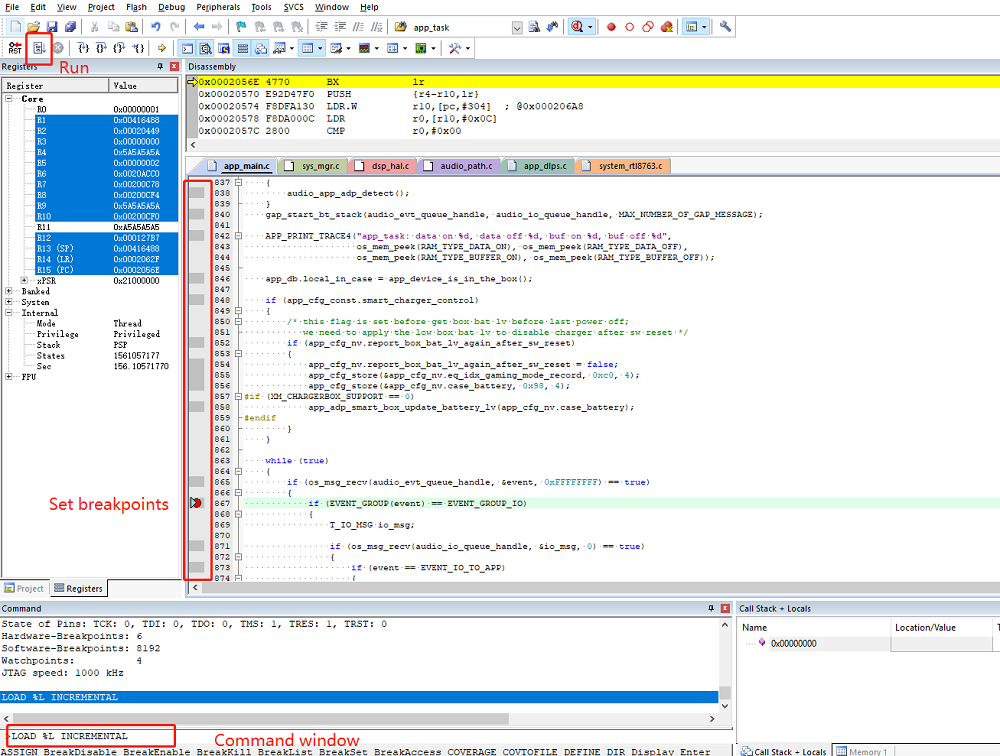 File Edit View Project Flash Debug Peripherals Tools SVCS Window Help
app_task
RST
Run
Registers
Register Value
Core
R0 0x00000001
R1 0x00416488
R2 0x00020449
R3 0x00000000
R4 0x5A5A5A5A
R5 0x00000002
R6 0x0020ACC0
R7 0x00200C78
R8 0x00200CF4
R9 0x5A5A5A5A
R10 0x00200CF0
R11 0xA5A5A5A5
R12 0x000127B7
R13 (SP) 0x00416488
R14 (LR) 0x0002062F
R15 (PC) 0x0002056E
xPSR 0x21000000
Banked
System
Internal
Mode Thread
Privilege Privileged
Stack PSP
States 1561057177
Sec 156.10571770
FPU
Set breakpoints
Project Registers
Disassembly
0x0002056E 4770 BX lr
0x00020570 E92D47F0 PUSH {r4-r10,lr}
0x00020574 F8DFA130 LDR.W r10,[pc,#304] ; @0x000206A8
0x00020578 F8DA000C LDR r0,[r10,#0x0C]
0x0002057C 2800 CMP r0,#0x00
app_main.c sys_mgr.c dsp_hal.c audio_path.c app_dlps.c system_rtl8763.c
837 {
838 audio_app_adp_detect();
839 }
840 gap_start_bt_stack(audio_evt_queue_handle, audio_io_queue_handle, MAX_NUMBER_OF_GAP_MESSAGE);
841
842 APP_PRINT_TRACE4("app_task: data on %d, data off %d, buf on %d, buf off %d",
843 os_mem_peek(RAM_TYPE_DATA_ON), os_mem_peek(RAM_TYPE_DATA_OFF),
844 os_mem_peek(RAM_TYPE_BUFFER_ON), os_mem_peek(RAM_TYPE_BUFFER_OFF));
845
846 app_db.local_in_case = app_device_is_in_the_box();
847
848 if (app_cfg_const.smart_charger_control)
849 {
850 /* this flag is set before get box bat lv before last power off;
851 we need to apply the low box bat lv to disable charger after sw reset */
852 if (app_cfg_nv.report_box_bat_lv_again_after_sw_reset)
853 {
854 app_cfg_nv.report_box_bat_lv_again_after_sw_reset = false;
855 app_cfg_store(&app_cfg_nv.eq_idx_gaming_mode_record, 0xc0, 4);
856 app_cfg_store(&app_cfg_nv.case_battery, 0x98, 4);
857 #if (XM_CHARGERBOX_SUPPORT == 0)
858 app_adp_smart_box_update_battery_lv(app_cfg_nv.case_battery);
859 #endif
860 }
861 }
862
863 while (true)
864 {
865 if (os_msg_recv(audio_evt_queue_handle, &event, 0xFFFFFFFF) == true)
866 {
867 if (EVENT_GROUP(event) == EVENT_GROUP_IO)
868 {
869 T_IO_MSG io_msg;
870
871 if (os_msg_recv(audio_io_queue_handle, &io_msg, 0) == true)
872 {
873 if (event == EVENT_IO_TO_APP)
874 {
Command
State of Pins: TCK: 0, TDI: 0, TDO: 0, TMS: 1, TRES: 1, TRST: 0
Hardware-Breakpoints: 6
Software-Breakpoints: 8192
Watchpoints: 4
JTAG speed: 1000 kHz
LOAD %L INCREMENTAL
>LOAD %L INCREMENTAL
Command window
ASSIGN BreakDisable BreakEnable BreakKill BreakList BreakSet BreakAccess COVERAGE COVTOFILE DEFINE DIR Display Enter
Call Stack + Locals
Name Location/Value T
0x00000000
Call Stack + Locals Memory 1